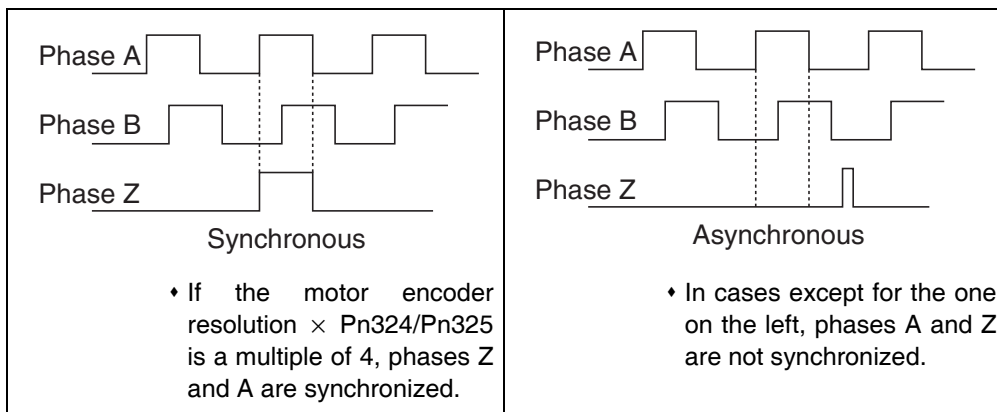 Phase A
Phase B
Phase Z
Synchronous
♦ If the motor encoder
resolution × Pn324/Pn325
is a multiple of 4, phases Z
and A are synchronized.
Phase A
Phase B
Phase Z
Asynchronous
♦ In cases except for the one
on the left, phases A and Z
are not synchronized.